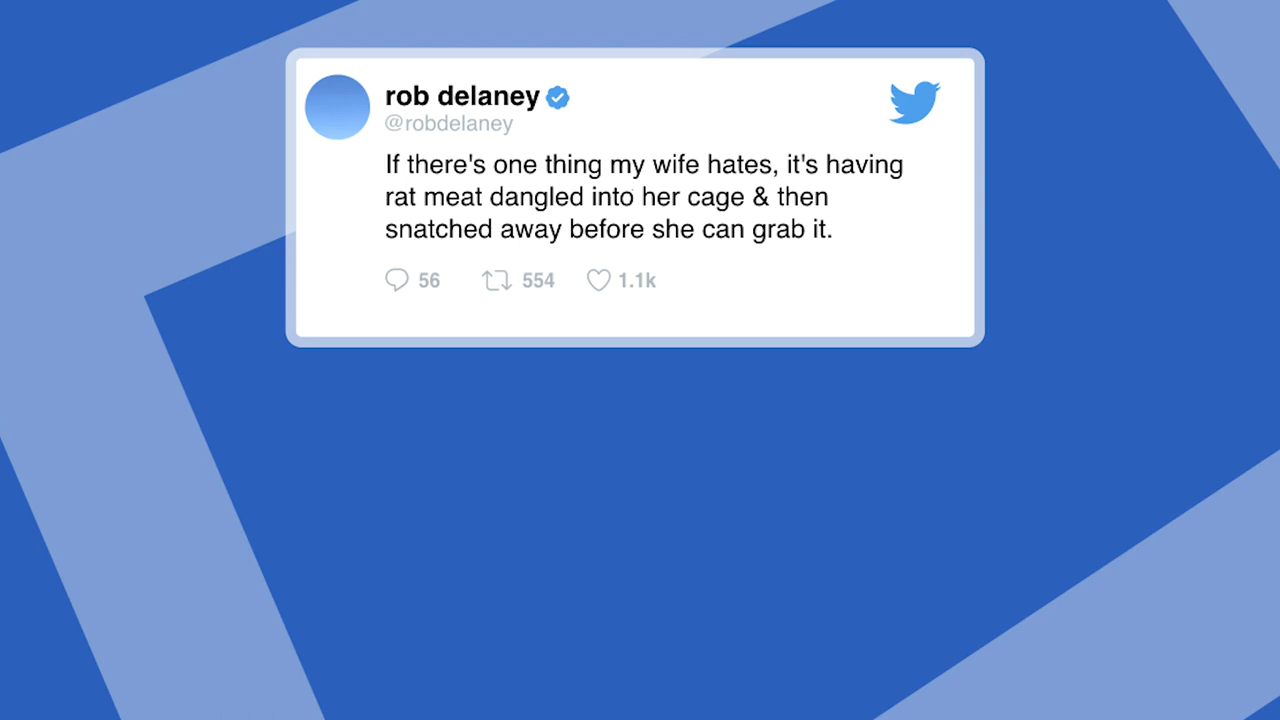 rob delaney
@robdelaney
If there's one thing my wife hates, it's having
rat meat dangled into her cage & then
snatched away before she can grab it.
56 554 1.1k